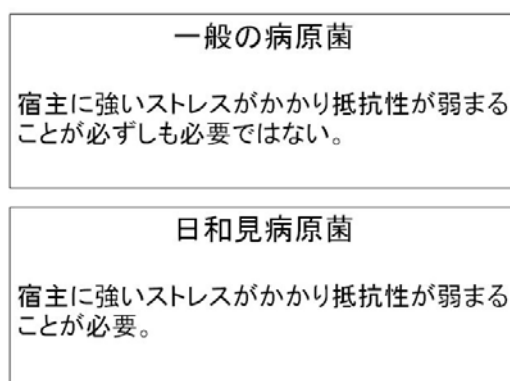 一般の病原菌
宿主に強いストレスがかかり抵抗性が弱まる
ことが必ずしも必要ではない。
日和見病原菌
宿主に強いストレスがかかり抵抗性が弱まる
ことが必要。